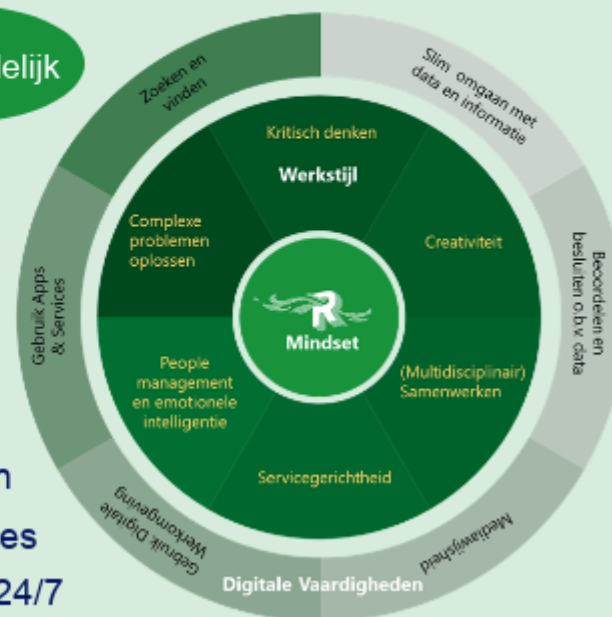 elijk
Zoeken en
vinden
Slim omgaan met
data en informatie
Beoordelen en
besluiten o.b.v. data
Mediawijsheid
Digitale Vaardigheden
Gebruik Digitale
Werkomgeving
Gebruik Apps
& Services
Kritisch denken
Werkstijl
Creativiteit
(Multidisciplinair)
Samenwerken
Servicegerichtheid
People
management
en emotionele
intelligentie
Complexe
problemen
oplossen
R
Mindset
n
es
24/7